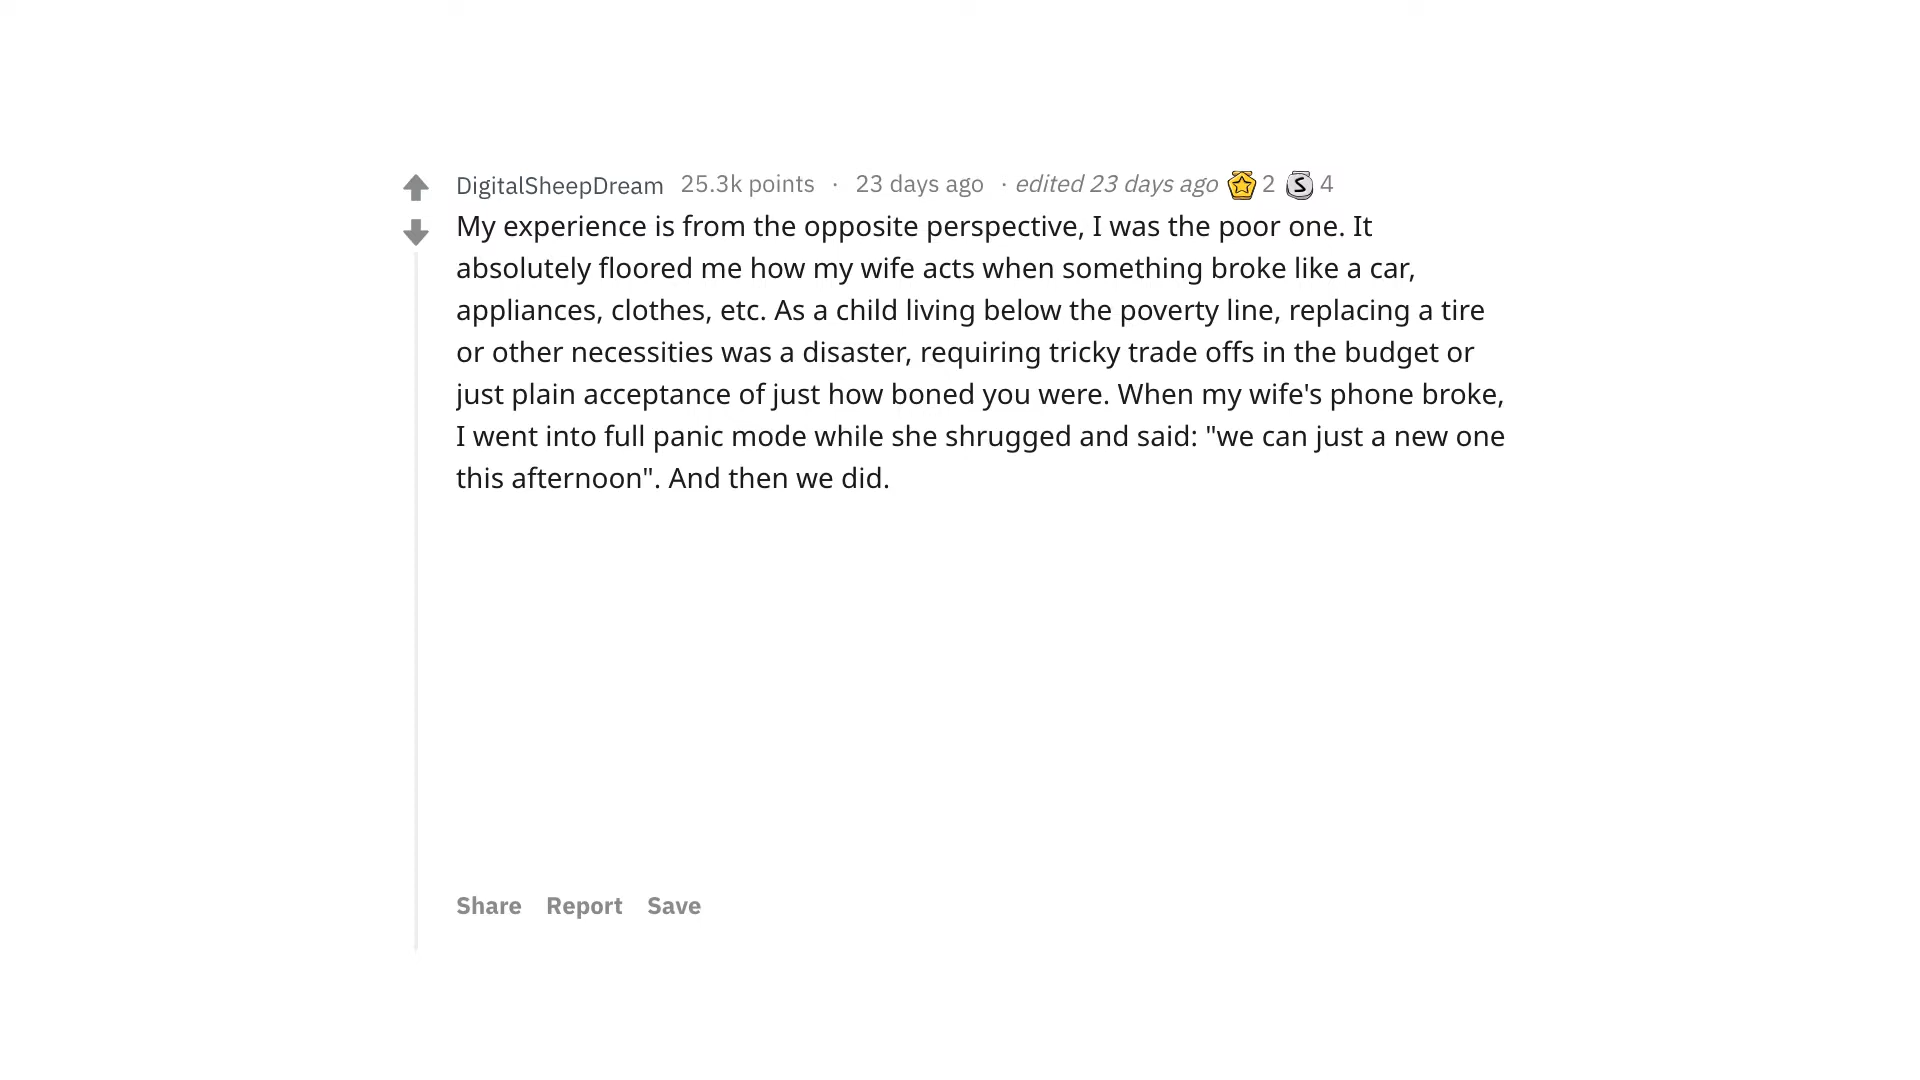 DigitalSheepDream 25.3k points · 23 days ago · edited 23 days ago 2 S 4
My experience is from the opposite perspective, I was the poor one. It
absolutely floored me how my wife acts when something broke like a car,
appliances, clothes, etc. As a child living below the poverty line, replacing a tire
or other necessities was a disaster, requiring tricky trade offs in the budget or
just plain acceptance of just how boned you were. When my wife's phone broke,
I went into full panic mode while she shrugged and said: "we can just a new one
this afternoon". And then we did.
Share Report Save